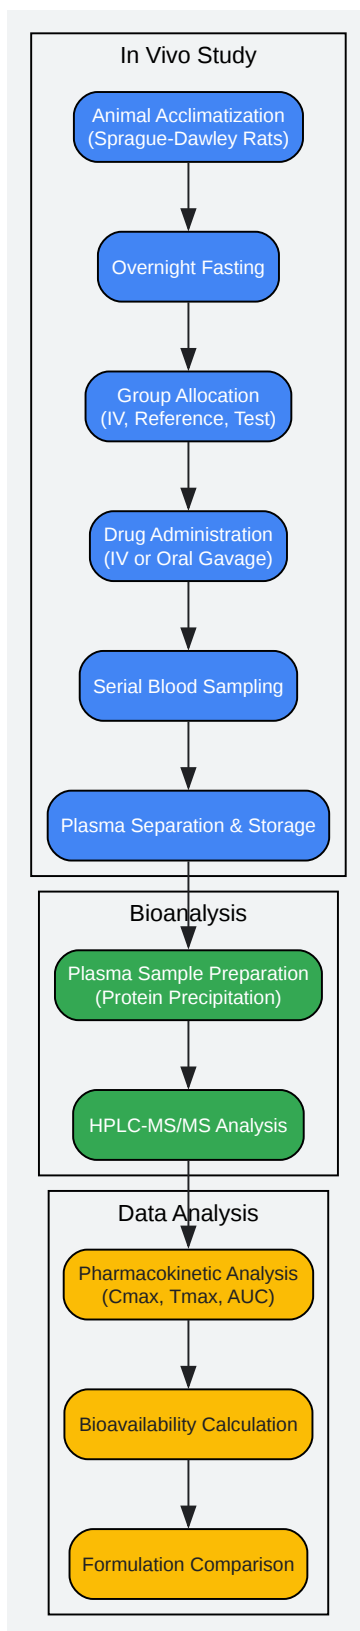 In Vivo Study
Animal Acclimatization
(Sprague-Dawley Rats)
Overnight Fasting
Group Allocation
(IV, Reference, Test)
Drug Administration
(IV or Oral Gavage)
Serial Blood Sampling
Plasma Separation & Storage
Bioanalysis
Plasma Sample Preparation
(Protein Precipitation)
HPLC-MS/MS Analysis
Data Analysis
Pharmacokinetic Analysis
(Cmax, Tmax, AUC)
Bioavailability Calculation
Formulation Comparison